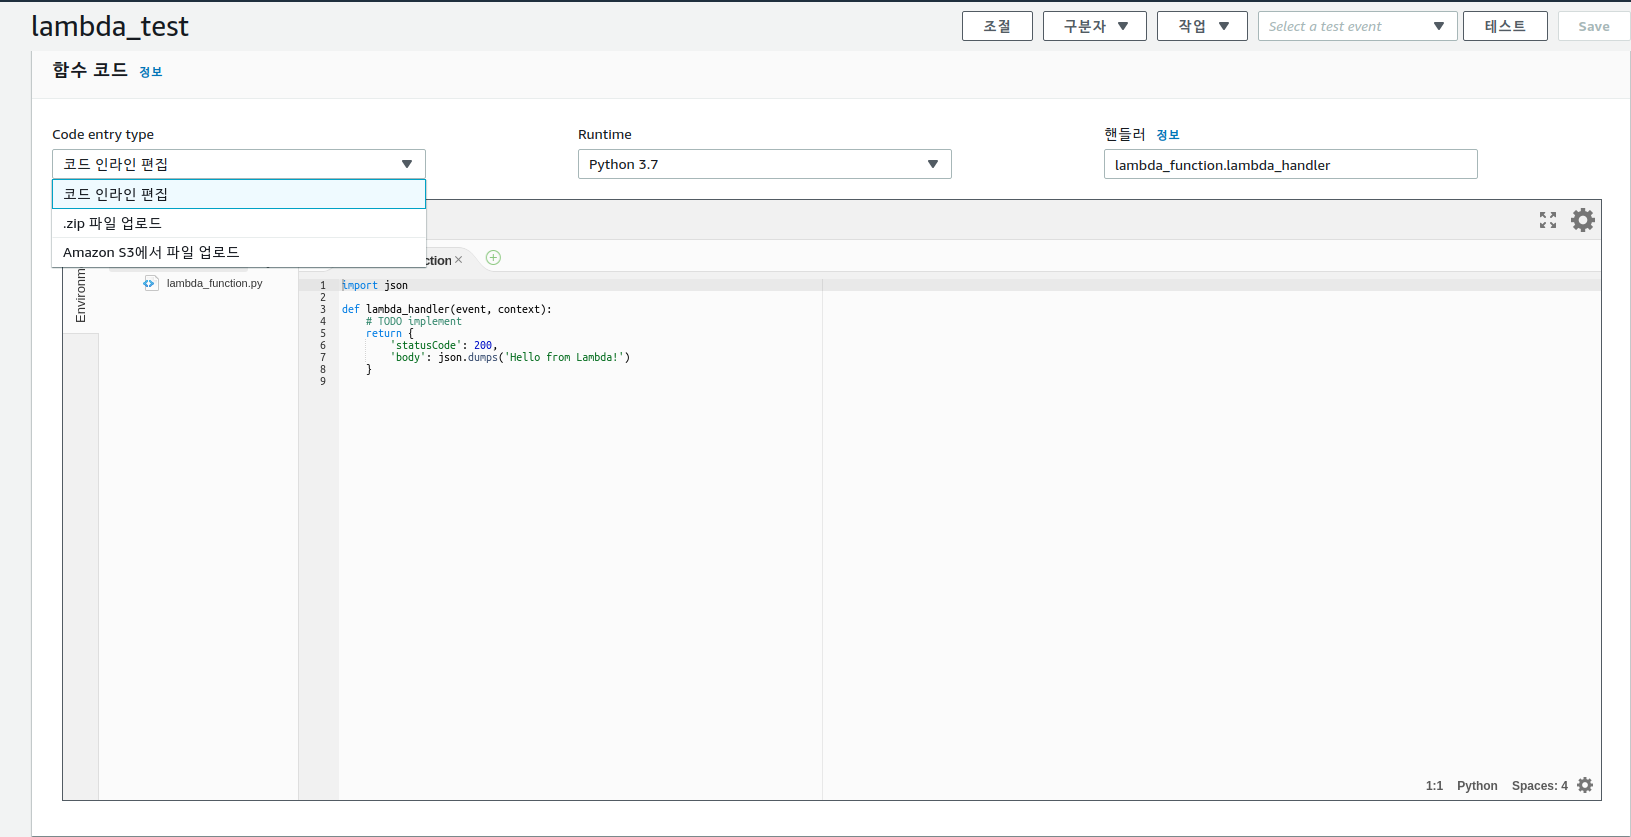 lambda_test
조절 구분자 작업 Select a test event 테스트 Save
함수 코드 정보
Code entry type Runtime 핸들러 정보
코드 인라인 편집 Python 3.7 lambda_function.lambda_handler
코드 인라인 편집
.zip 파일 업로드
Amazon S3에서 파일 업로드
lambda_function.py
1 import json
2
3 def lambda_handler(event, context):
4 # TODO implement
5 return {
6 'statusCode': 200,
7 'body': json.dumps('Hello from Lambda!')
8 }
9
1:1 Python Spaces: 4